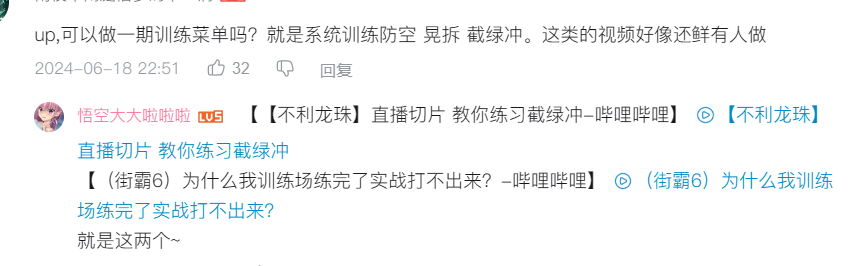 up,可以做一期训练菜单吗？就是系统训练防空 晃拆 截绿冲。这类的视频好像还鲜有人做
2024-06-18 22:51 32 回复
悟空大大啦啦啦 LV5 【【不利龙珠】直播切片 教你练习截绿冲-哔哩哔哩】 【不利龙珠】
直播切片 教你练习截绿冲
【（街霸6）为什么我训练场练完了实战打不出来？-哔哩哔哩】 （街霸6）为什么我训练
场练完了实战打不出来？
就是这两个~